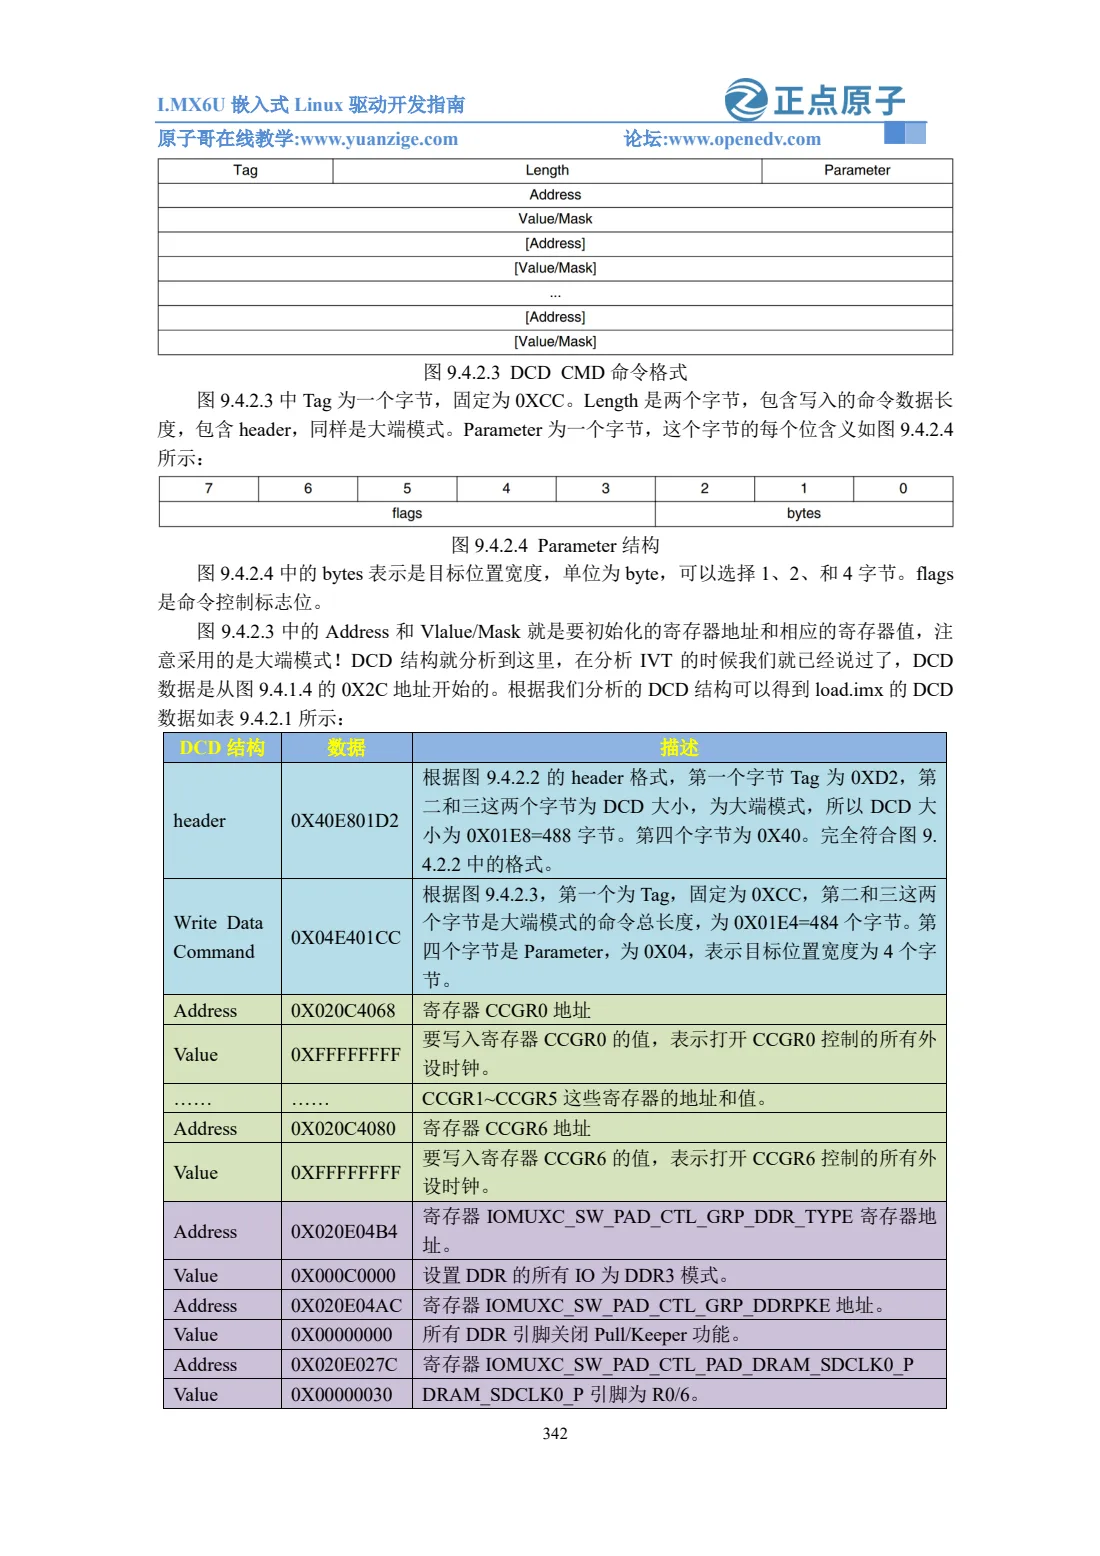 I.MX6U 嵌入式 Linux 驱动开发指南
正点原子
原子哥在线教学:www.yuanzige.com 论坛:www.openedv.com
Tag Length Parameter
Address
Value/Mask
[Address]
[Value/Mask]
...
[Address]
[Value/Mask]
图 9.4.2.3 DCD CMD 命令格式
图 9.4.2.3 中 Tag 为一个字节，固定为 0XCC。Length 是两个字节，包含写入的命令数据长
度，包含 header，同样是大端模式。Parameter 为一个字节，这个字节的每个位含义如图 9.4.2.4
所示：
7 6 5 4 3 2 1 0
flags bytes
图 9.4.2.4 Parameter 结构
图 9.4.2.4 中的 bytes 表示是目标位置宽度，单位为 byte，可以选择 1、2、和 4 字节。flags
是命令控制标志位。
图 9.4.2.3 中的 Address 和 Vlalue/Mask 就是要初始化的寄存器地址和相应的寄存器值，注
意采用的是大端模式！DCD 结构就分析到这里，在分析 IVT 的时候我们就已经说过了，DCD
数据是从图 9.4.1.4 的 0X2C 地址开始的。根据我们分析的 DCD 结构可以得到 load.imx 的 DCD
数据如表 9.4.2.1 所示：
DCD 结构 数据 描述
header 0X40E801D2 根据图 9.4.2.2 的 header 格式，第一个字节 Tag 为 0XD2，第
二和三这两个字节为 DCD 大小，为大端模式，所以 DCD 大
小为 0X01E8=488 字节。第四个字节为 0X40。完全符合图 9.
4.2.2 中的格式。
Write Data
Command 0X04E401CC 根据图 9.4.2.3，第一个为 Tag，固定为 0XCC，第二和三这两
个字节是大端模式的命令总长度，为 0X01E4=484 个字节。第
四个字节是 Parameter，为 0X04，表示目标位置宽度为 4 个字
节。
Address 0X020C4068 寄存器 CCGR0 地址
Value 0XFFFFFFFF 要写入寄存器 CCGR0 的值，表示打开 CCGR0 控制的所有外
设时钟。
…… …… CCGR1~CCGR5 这些寄存器的地址和值。
Address 0X020C4080 寄存器 CCGR6 地址
Value 0XFFFFFFFF 要写入寄存器 CCGR6 的值，表示打开 CCGR6 控制的所有外
设时钟。
Address 0X020E04B4 寄存器 IOMUXC_SW_PAD_CTL_GRP_DDR_TYPE 寄存器地
址。
Value 0X000C0000 设置 DDR 的所有 IO 为 DDR3 模式。
Address 0X020E04AC 寄存器 IOMUXC_SW_PAD_CTL_GRP_DDRPKE 地址。
Value 0X00000000 所有 DDR 引脚关闭 Pull/Keeper 功能。
Address 0X020E027C 寄存器 IOMUXC_SW_PAD_CTL_PAD_DRAM_SDCLK0_P
Value 0X00000030 DRAM_SDCLK0_P 引脚为 R0/6。
342